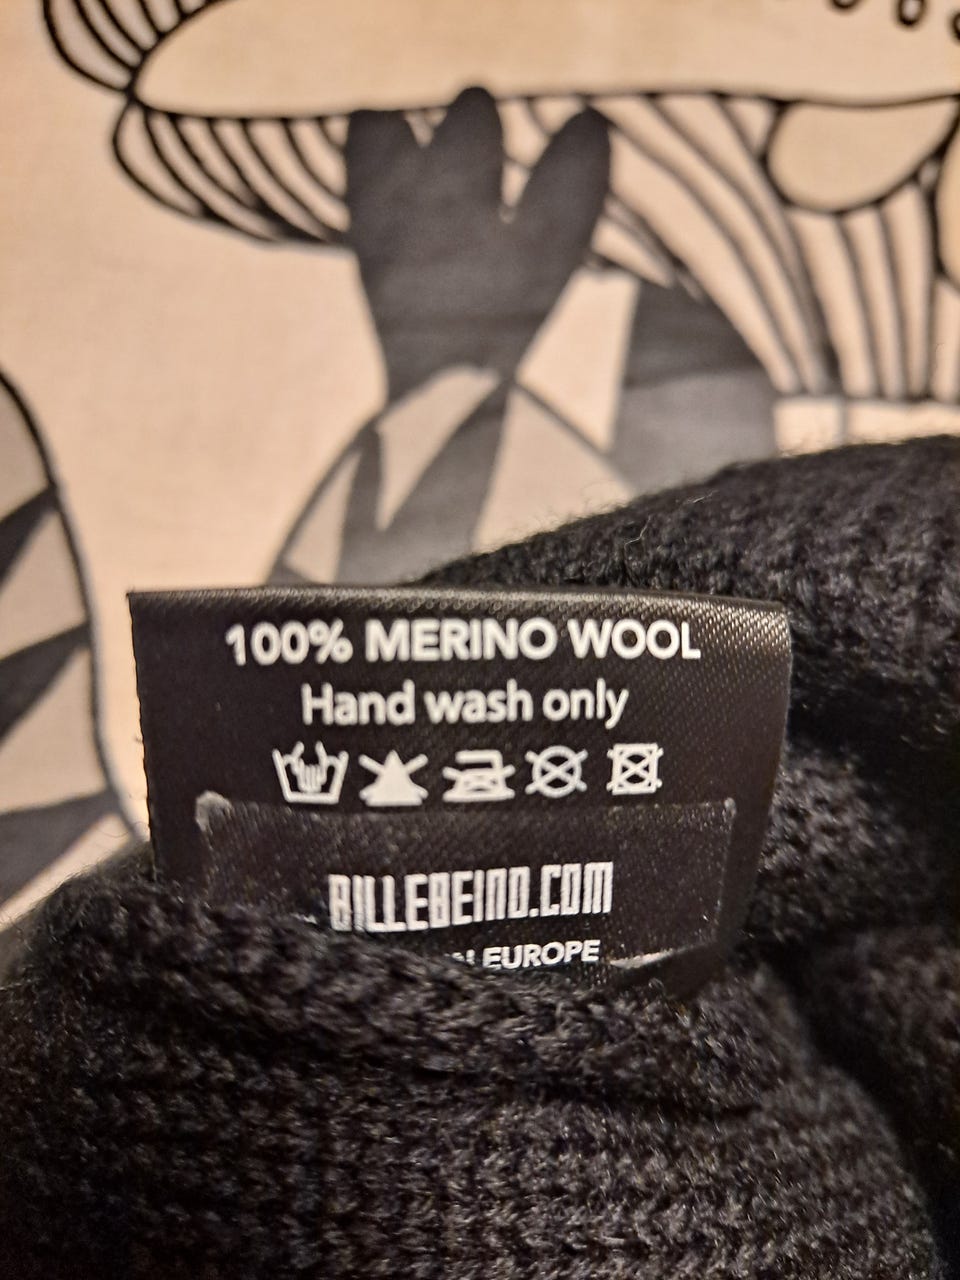 100% MERINO WOOL
Hand wash only
BILLEBEINO.COM
EUROPE